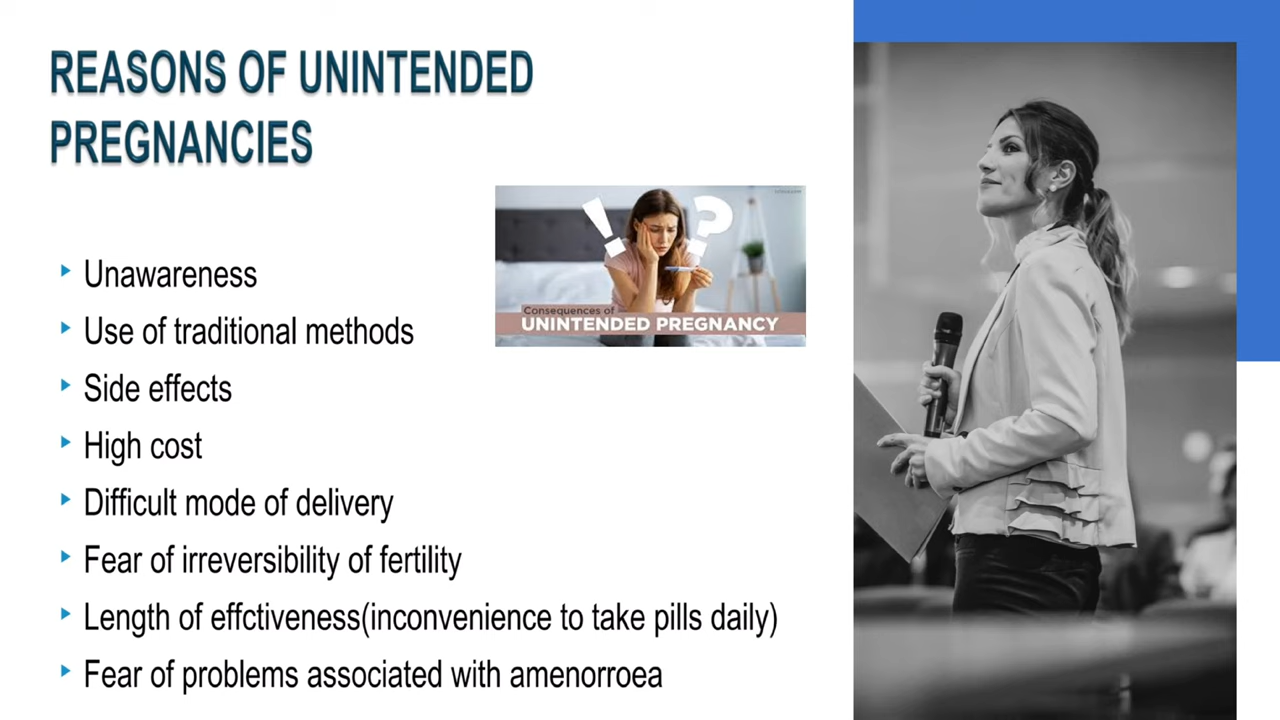 REASONS OF UNINTENDED
PREGNANCIES
! ?
Consequences of
UNINTENDED PREGNANCY
Unawareness
Use of traditional methods
Side effects
High cost
Difficult mode of delivery
Fear of irreversibility of fertility
Length of effctiveness(inconvenience to take pills daily)
Fear of problems associated with amenorroea